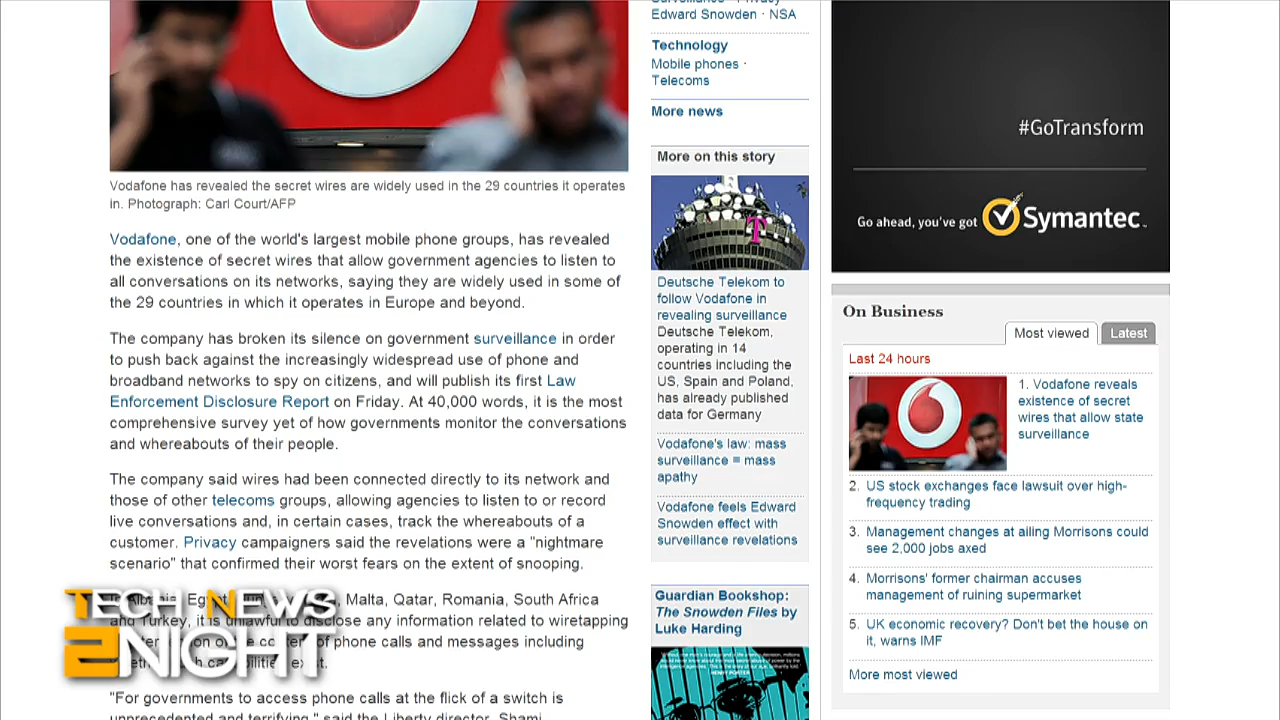 Vodafone has revealed the secret wires are widely used in the 29 countries it operates
in. Photograph: Carl Court/AFP
Vodafone, one of the world's largest mobile phone groups, has revealed
the existence of secret wires that allow government agencies to listen to
all conversations on its networks, saying they are widely used in some of
the 29 countries in which it operates in Europe and beyond.
The company has broken its silence on government surveillance in order
to push back against the increasingly widespread use of phone and
broadband networks to spy on citizens, and will publish its first Law
Enforcement Disclosure Report on Friday. At 40,000 words, it is the most
comprehensive survey yet of how governments monitor the conversations
and whereabouts of their people.
The company said wires had been connected directly to its network and
those of other telecoms groups, allowing agencies to listen to or record
live conversations and, in certain cases, track the whereabouts of a
customer. Privacy campaigners said the revelations were a "nightmare
scenario" that confirmed their worst fears on the extent of snooping.
Malta, Qatar, Romania, South Africa
and Turkey, it is unlawful to disclose any information related to wiretapping
of phone calls and messages including
"For governments to access phone calls at the flick of a switch is
unprecedented and terrifying," said the Liberty director, Shami
TECH NEWS
2NIGHT
Edward Snowden · NSA
Technology
Mobile phones ·
Telecoms
More news
More on this story
T
Deutsche Telekom to
follow Vodafone in
revealing surveillance
Deutsche Telekom,
operating in 14
countries including the
US, Spain and Poland,
has already published
data for Germany
Vodafone's law: mass
surveillance = mass
apathy
Vodafone feels Edward
Snowden effect with
surveillance revelations
Guardian Bookshop:
The Snowden Files by
Luke Harding
#GoTransform
Go ahead, you've got Symantec
On Business
Most viewed Latest
Last 24 hours
1. Vodafone reveals
existence of secret
wires that allow state
surveillance
2. US stock exchanges face lawsuit over high-
frequency trading
3. Management changes at ailing Morrisons could
see 2,000 jobs axed
4. Morrisons' former chairman accuses
management of ruining supermarket
5. UK economic recovery? Don't bet the house on
it, warns IMF
More most viewed